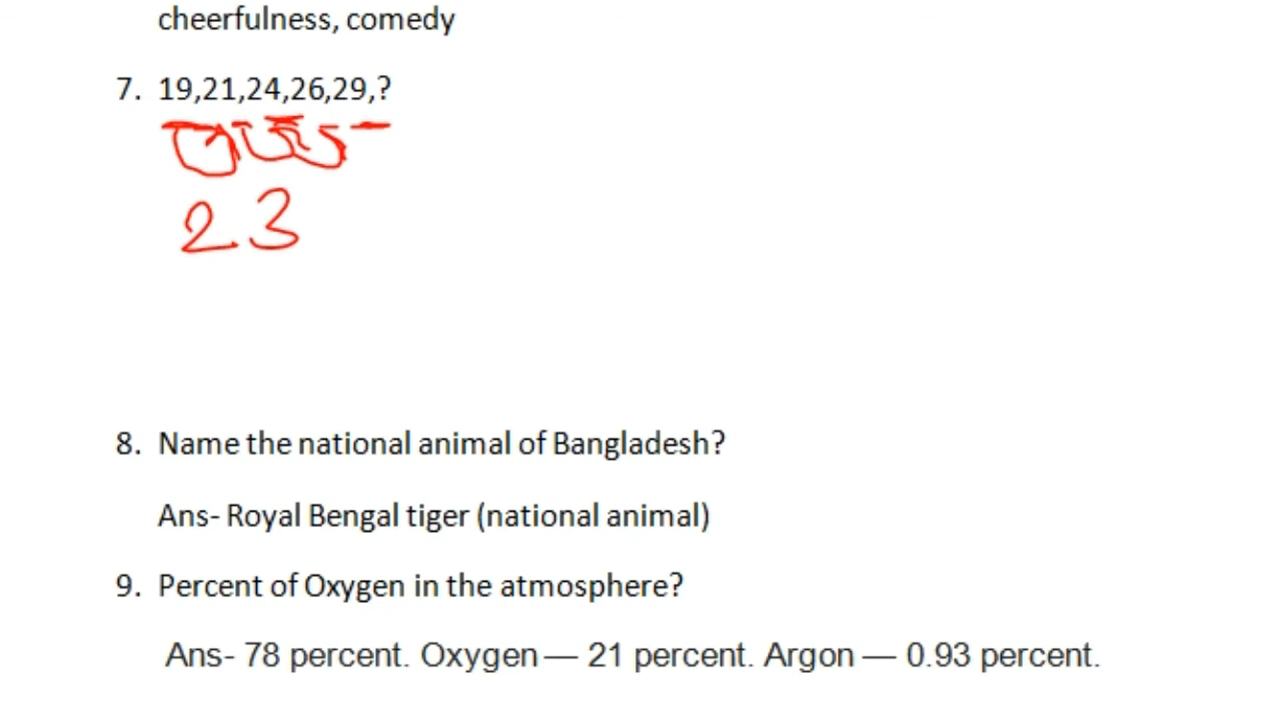 cheerfulness, comedy
7. 19,21,24,26,29,?
2 3
8. Name the national animal of Bangladesh?
Ans- Royal Bengal tiger (national animal)
9. Percent of Oxygen in the atmosphere?
Ans- 78 percent. Oxygen — 21 percent. Argon — 0.93 percent.